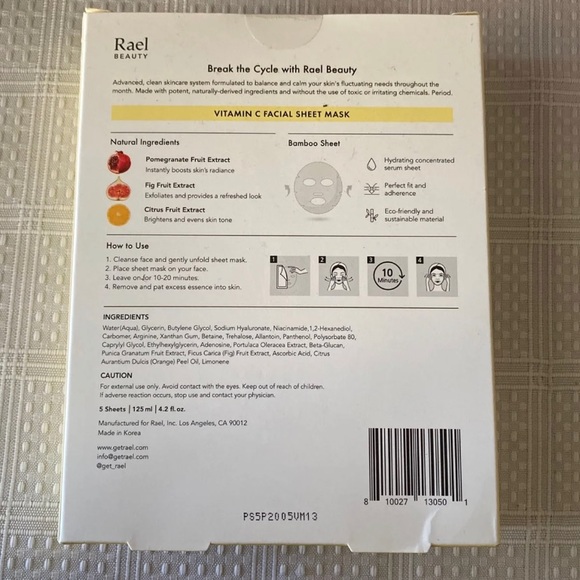 Rael
BEAUTY
Break the Cycle with Rael Beauty
Advanced, clean skincare system formulated to balance and calm your skin's fluctuating needs throughout the
month. Made with potent, naturally-derived ingredients and without the use of toxic or irritating chemicals. Period.
VITAMIN C FACIAL SHEET MASK
Natural Ingredients
Pomegranate Fruit Extract
Instantly boosts skin's radiance
Fig Fruit Extract
Exfoliates and provides a refreshed look
Citrus Fruit Extract
Brightens and evens skin tone
Bamboo Sheet
Hydrating concentrated
serum sheet
Perfect fit and
adherence
Eco-friendly and
sustainable material
How to Use
1. Cleanse face and gently unfold sheet mask.
2. Place sheet mask on your face.
3. Leave on for 10-20 minutes.
4. Remove and pat excess essence into skin.
1
2
3
10
Minutes
4
INGREDIENTS
Water(Aqua), Glycerin, Butylene Glycol, Sodium Hyaluronate, Niacinamide,1,2-Hexanediol,
Carbomer, Arginine, Xanthan Gum, Betaine, Trehalose, Allantoin, Panthenol, Polysorbate 80,
Caprylyl Glycol, Ethylhexylglycerin, Adenosine, Portulaca Oleracea Extract, Beta-Glucan,
Punica Granatum Fruit Extract, Ficus Carica (Fig) Fruit Extract, Ascorbic Acid, Citrus
Aurantium Dulcis (Orange) Peel Oil, Limonene
CAUTION
For external use only. Avoid contact with the eyes. Keep out of reach of children.
If adverse reaction occurs, stop use and contact your physician.
5 Sheets | 125 ml | 4.2 fl.oz.
Manufactured for Rael, Inc. Los Angeles, CA 90012
Made in Korea
www.getrael.com
info@getrael.com
@get_rael
8 10027 13050 1
PS5P2005VM13